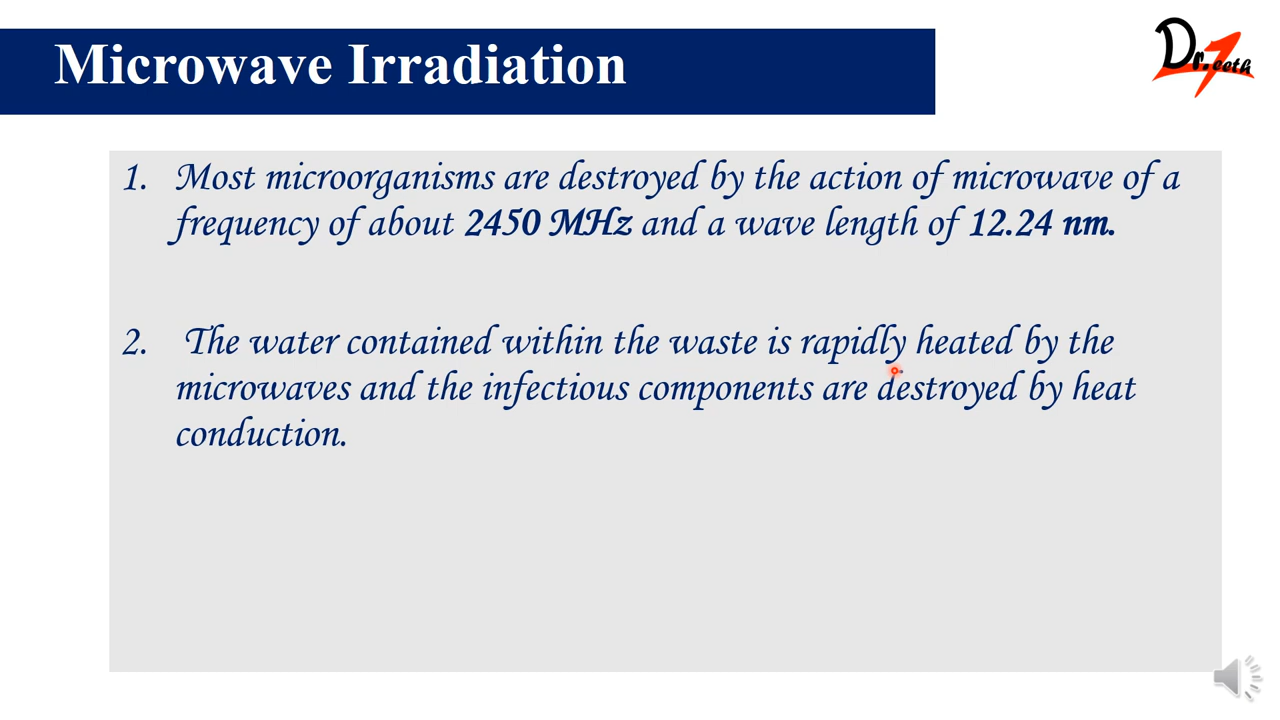 Microwave Irradiation
Dr.Teeth
1. Most microorganisms are destroyed by the action of microwave of a
frequency of about 2450 MHz and a wave length of 12.24 nm.
2. The water contained within the waste is rapidly heated by the
microwaves and the infectious components are destroyed by heat
conduction.